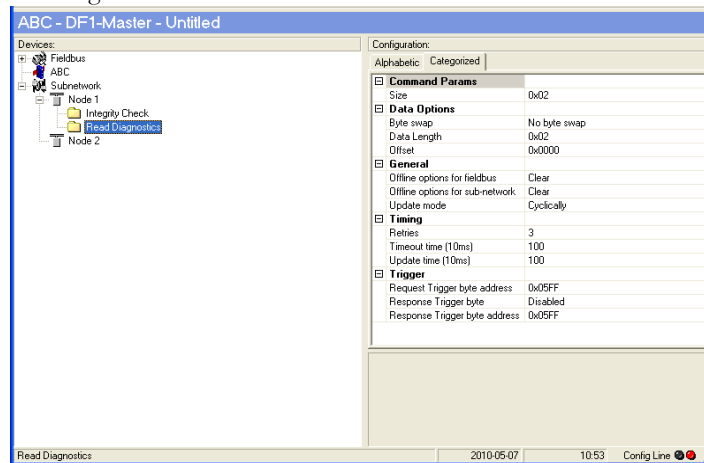 ABC - DF1-Master - Untitled
Devices:
Fieldbus
ABC
Subnetwork
Node 1
Integrity Check
Read Diagnostics
Node 2
Configuration:
Alphabetic Categorized
Command Params
Size 0x02
Data Options
Byte swap No byte swap
Data Length 0x02
Offset 0x0000
General
Offline options for fieldbus Clear
Offline options for sub-network Clear
Update mode Cyclically
Timing
Retries 3
Timeout time (10ms) 100
Update time (10ms) 100
Trigger
Request Trigger byte address 0x05FF
Response Trigger byte Disabled
Response Trigger byte address 0x05FF
Read Diagnostics 2010-05-07 10:53 Config Line